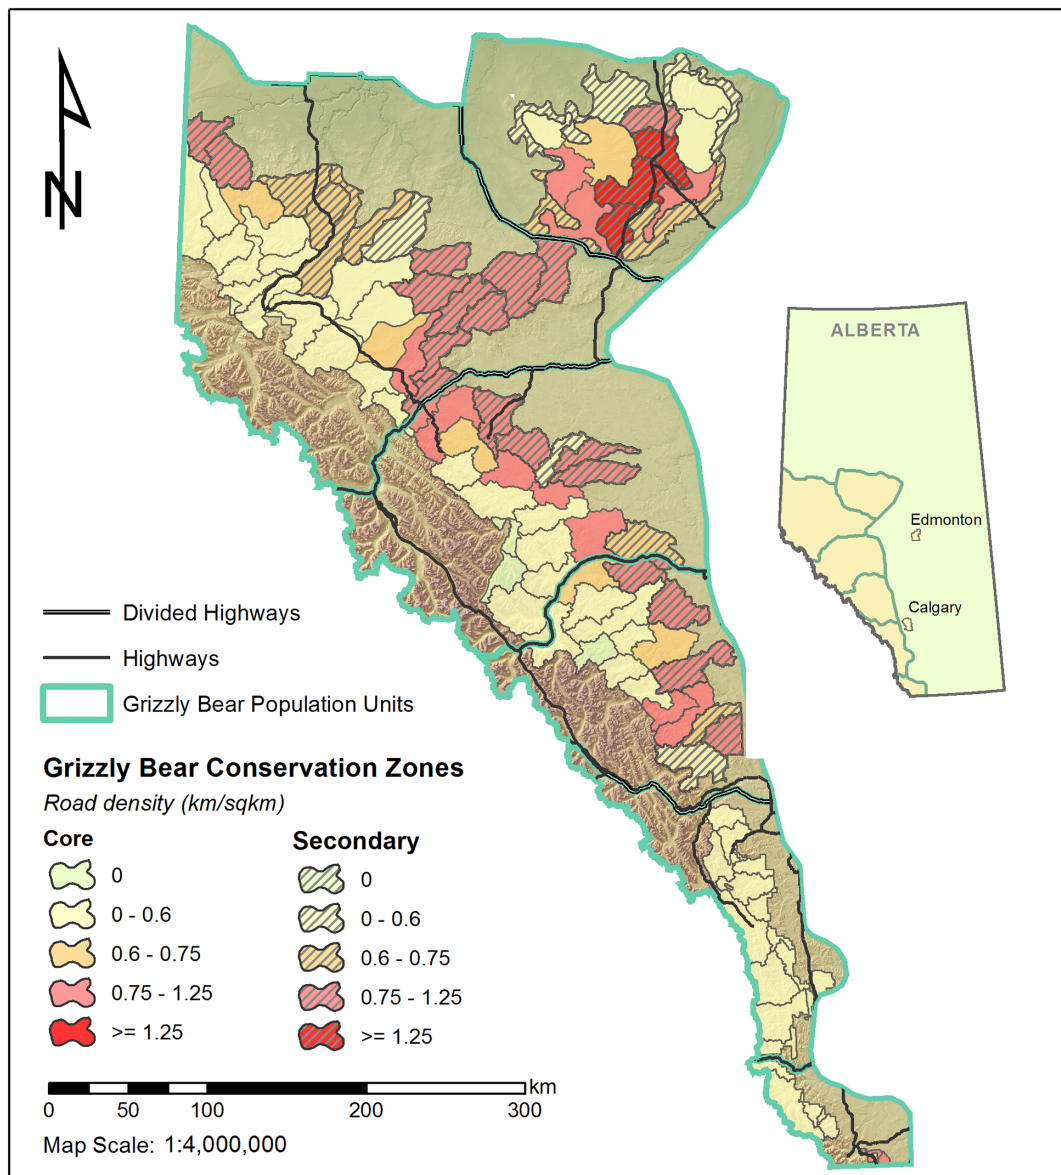 N
ALBERTA
Edmonton
Calgary
Divided Highways
Highways
Grizzly Bear Population Units
Grizzly Bear Conservation Zones
Road density (km/sqkm)
Core
0
0 - 0.6
0.6 - 0.75
0.75 - 1.25
>= 1.25
Secondary
0
0 - 0.6
0.6 - 0.75
0.75 - 1.25
>= 1.25
km
0 50 100 200 300
Map Scale: 1:4,000,000